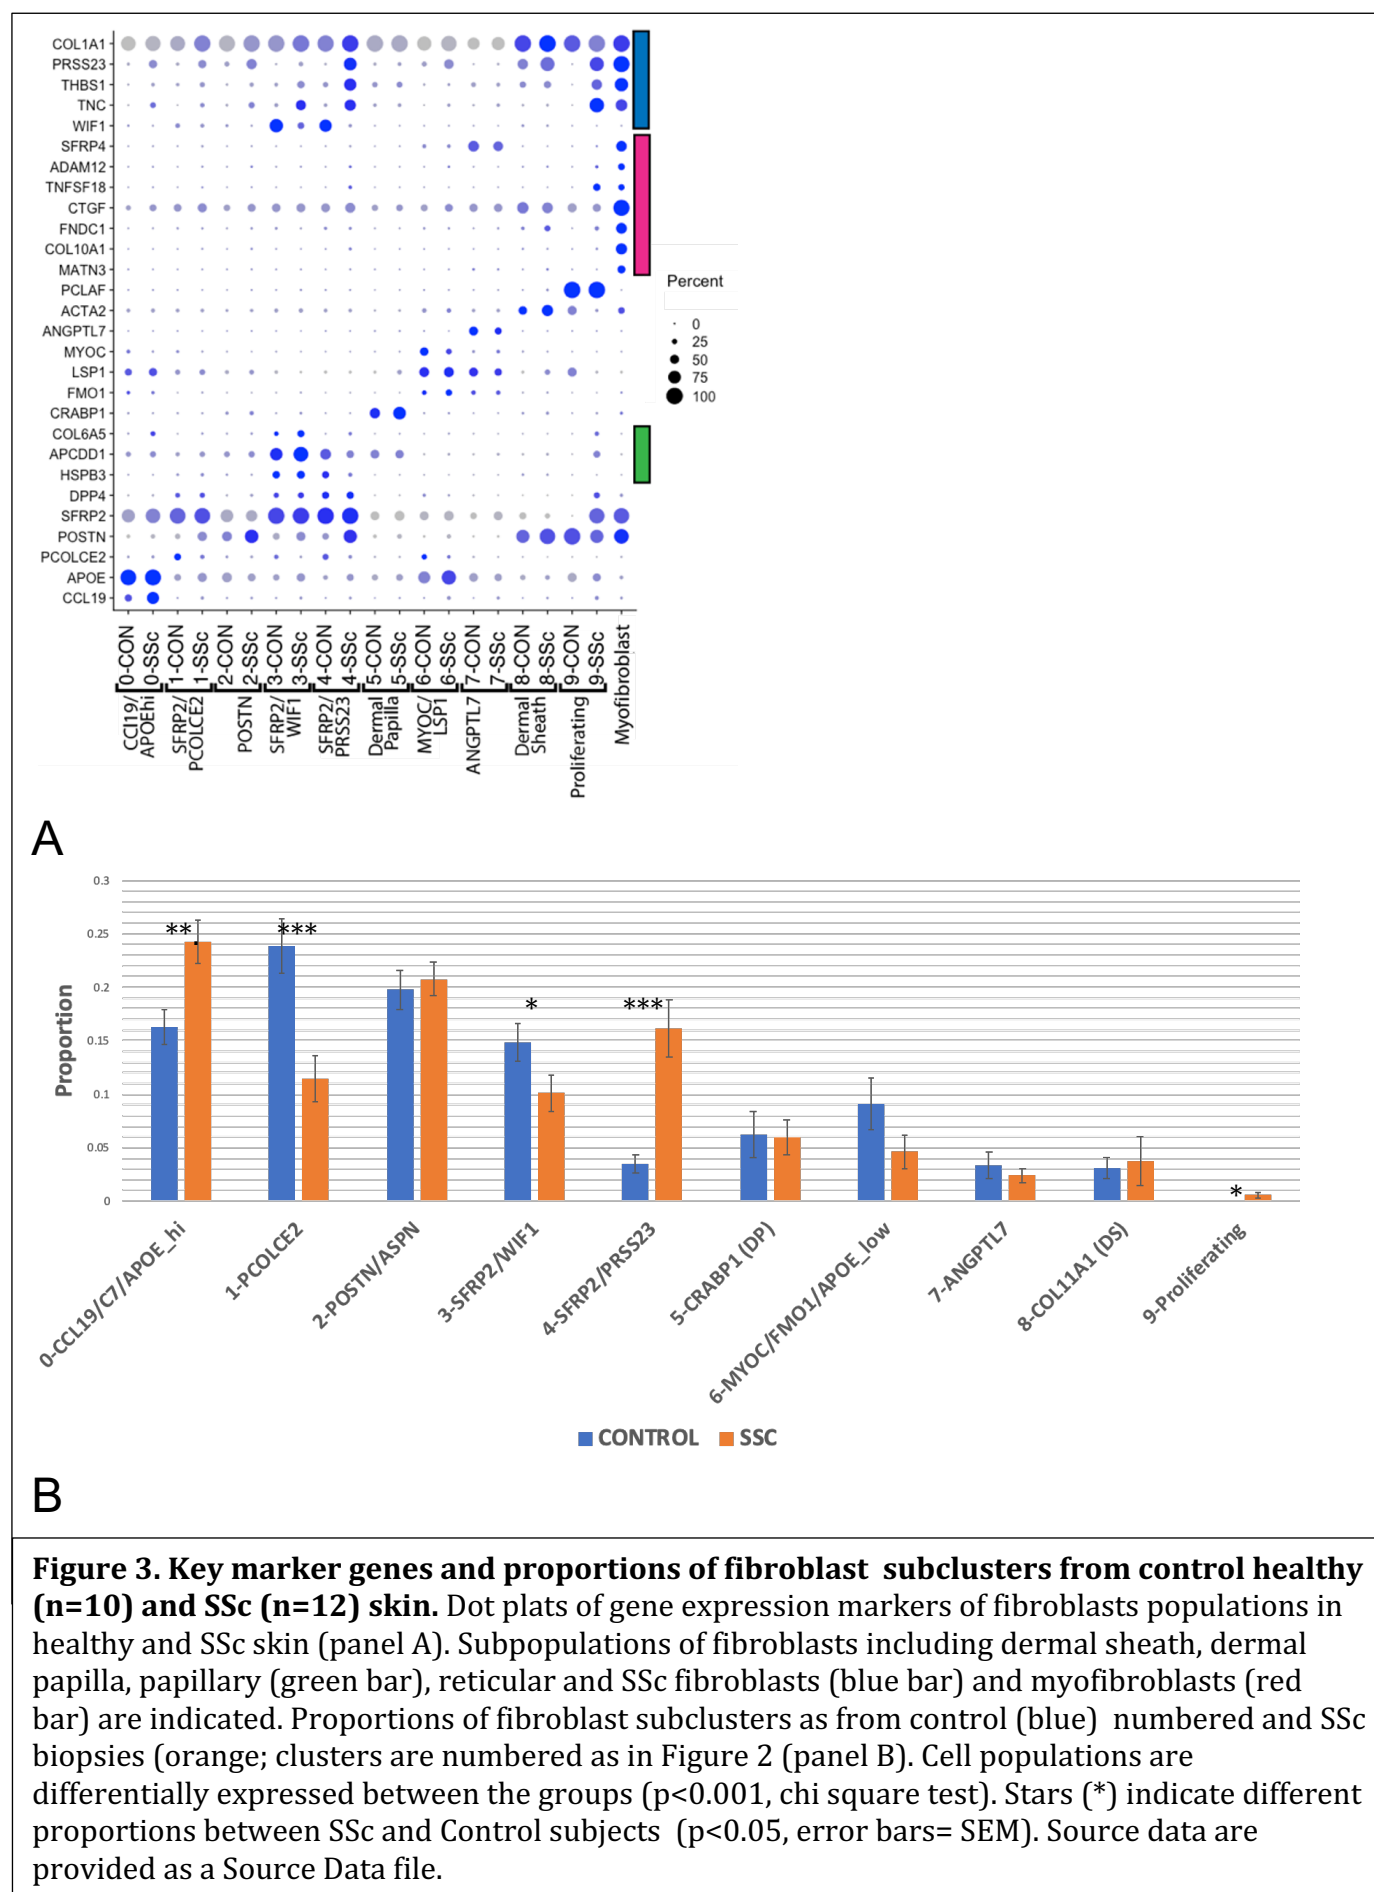 COL1A1
PRSS23
THBS1
TNC
WIF1
SFRP4
ADAM12
TNFSF18
CTGF
FNDC1
COL10A1
MATN3
PCLAF
ACTA2
ANGPTL7
MYOC
LSP1
FMO1
CRABP1
COL6A5
APCDD1
HSPB3
DPP4
SFRP2
POSTN
PCOLCE2
APOE
CCL19
Percent
0
25
50
75
100
0-CON
0-SSc
1-CON
1-SSc
2-CON
2-SSc
3-CON
3-SSc
4-CON
4-SSc
5-CON
5-SSc
6-CON
6-SSc
7-CON
7-SSc
8-CON
8-SSc
9-CON
9-SSc
Myofibroblast
CCl19/
APOEhi
SFRP2/
PCOLCE2
POSTN
SFRP2/
WIF1
SFRP2/
PRSS23
Dermal
Papilla
MYOC/
LSP1
ANGPTL7
Dermal
Sheath
Proliferating
A
Proportion
0.3
0.25
0.2
0.15
0.1
0.05
0
**
***
*
***
*
0-CCL19/C7/APOE_hi
1-PCOLCE2
2-POSTN/ASPN
3-SFRP2/WIF1
4-SFRP2/PRSS23
5-CRABP1 (DP)
6-MYOC/FMO1/APOE_low
7-ANGPTL7
8-COL11A1 (DS)
9-Proliferating
CONTROL SSC
B
Figure 3. Key marker genes and proportions of fibroblast subclusters from control healthy
(n=10) and SSc (n=12) skin. Dot plats of gene expression markers of fibroblasts populations in
healthy and SSc skin (panel A). Subpopulations of fibroblasts including dermal sheath, dermal
papilla, papillary (green bar), reticular and SSc fibroblasts (blue bar) and myofibroblasts (red
bar) are indicated. Proportions of fibroblast subclusters as from control (blue) numbered and SSc
biopsies (orange; clusters are numbered as in Figure 2 (panel B). Cell populations are
differentially expressed between the groups (p<0.001, chi square test). Stars (*) indicate different
proportions between SSc and Control subjects (p<0.05, error bars= SEM). Source data are
provided as a Source Data file.